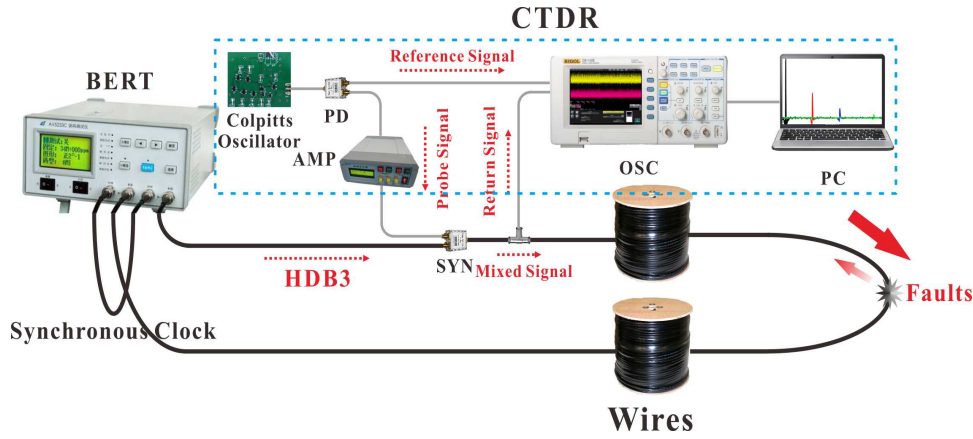 CTDR
BERT
Reference Signal
RIGOL
Colpitts
Oscillator
PD
AMP
Probe Signal
Return Signal
OSC
PC
HDB3
SYN
Mixed Signal
Faults
Synchronous Clock
Wires